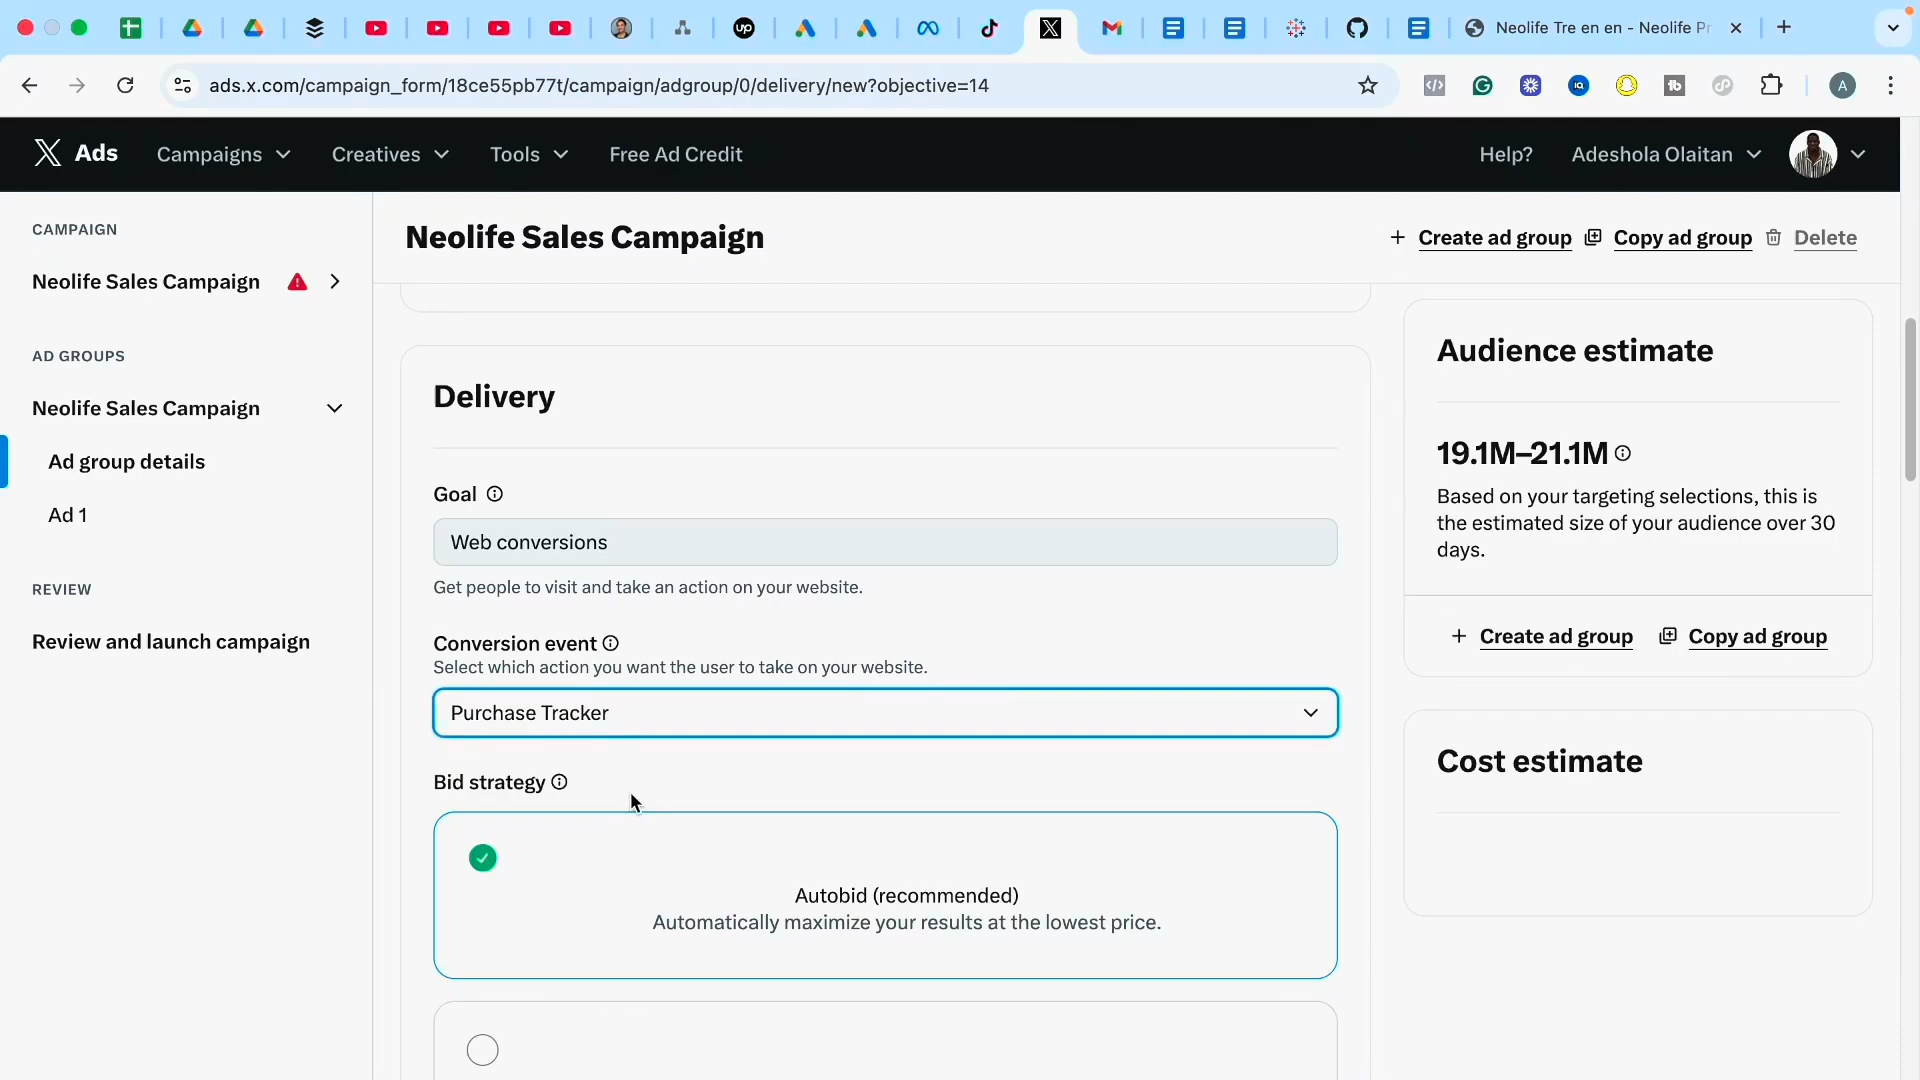 Neolife Tre en en - Neolife Pr
ads.x.com/campaign_form/18ce55pb77t/campaign/adgroup/0/delivery/new?objective=14
A
Ads
Campaigns
Creatives
Tools
Free Ad Credit
Help?
Adeshola Olaitan
CAMPAIGN
Neolife Sales Campaign
AD GROUPS
Neolife Sales Campaign
Ad group details
Ad 1
REVIEW
Review and launch campaign
Neolife Sales Campaign
Create ad group
Copy ad group
Delete
Delivery
Goal
Web conversions
Get people to visit and take an action on your website.
Conversion event
Select which action you want the user to take on your website.
Purchase Tracker
Bid strategy
Autobid (recommended)
Automatically maximize your results at the lowest price.
Audience estimate
19.1M–21.1M
Based on your targeting selections, this is
the estimated size of your audience over 30
days.
Create ad group
Copy ad group
Cost estimate